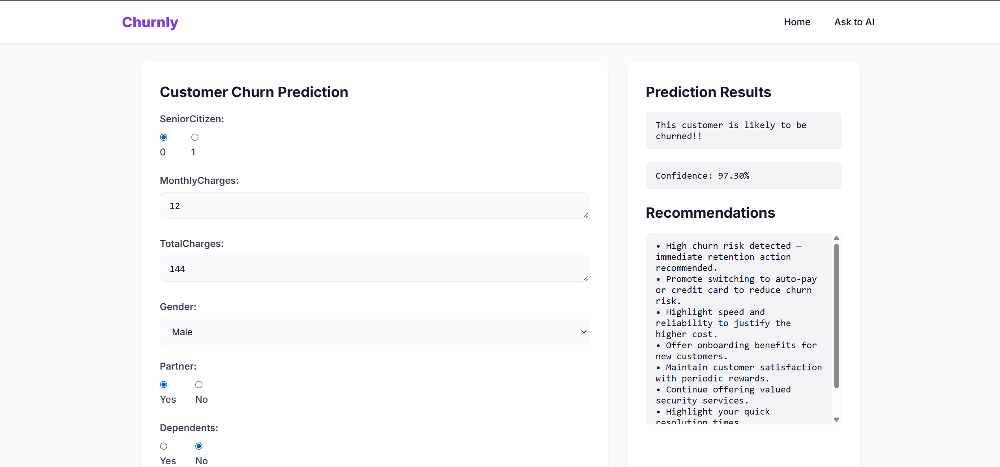 Churnly
Home
Ask to AI
Customer Churn Prediction
SeniorCitizen:
0
1
MonthlyCharges:
12
TotalCharges:
144
Gender:
Male
Partner:
Yes
No
Dependents:
Yes
No
Prediction Results
This customer is likely to be
churned!!
Confidence: 97.30%
Recommendations
• High churn risk detected —
immediate retention action
recommended.
• Promote switching to auto-pay
or credit card to reduce churn
risk.
• Highlight speed and
reliability to justify the
higher cost.
• Offer onboarding benefits for
new customers.
• Maintain customer satisfaction
with periodic rewards.
• Continue offering valued
security services.
• Highlight your quick
resolution times